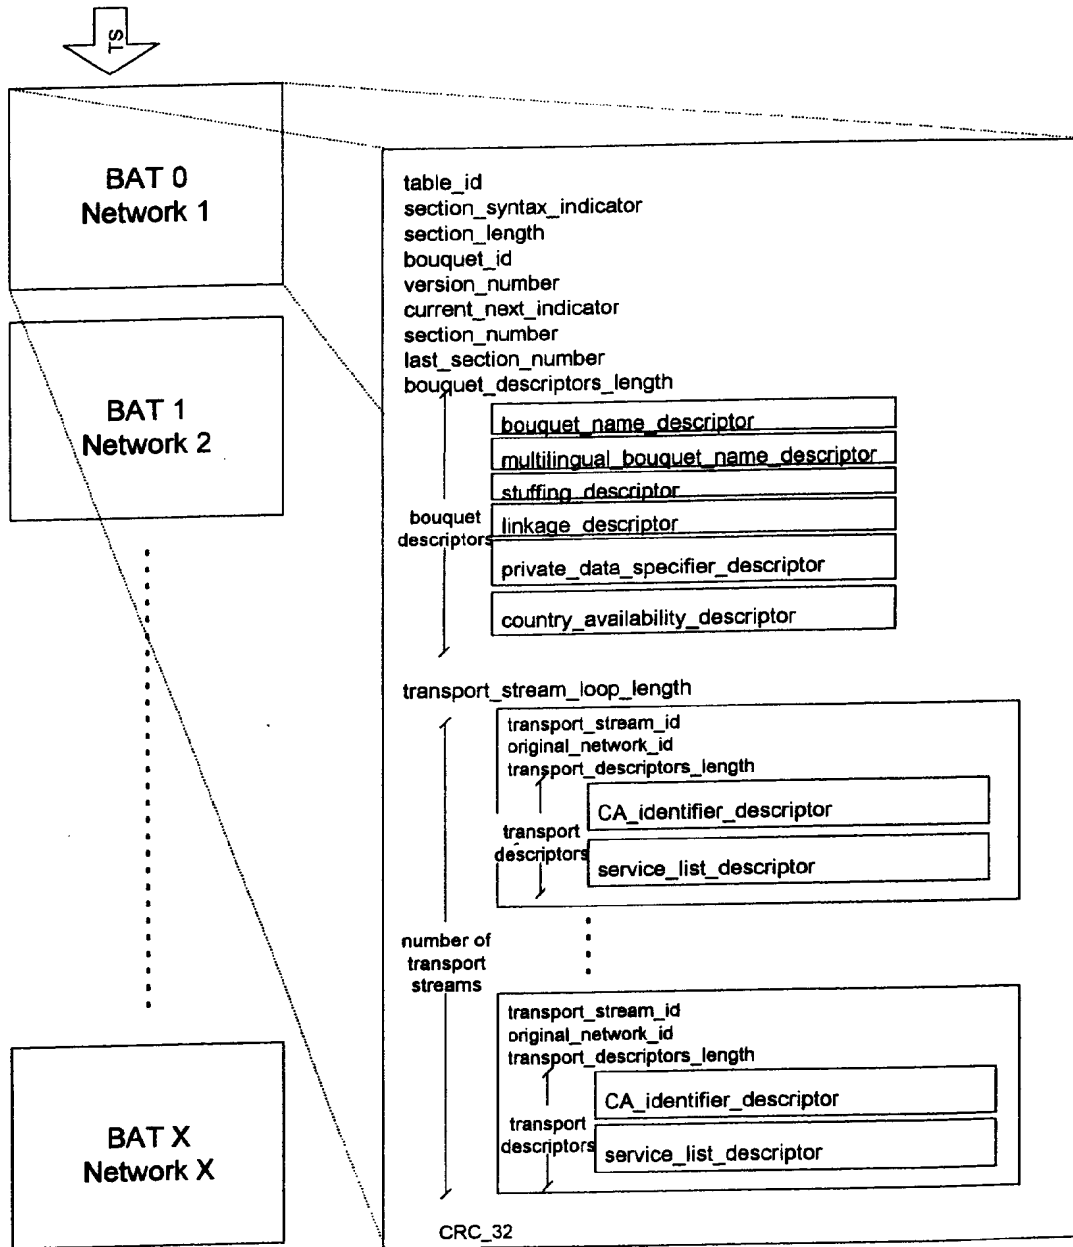 TS
BAT 0
Network 1
BAT 1
Network 2
BAT X
Network X
table_id
section_syntax_indicator
section_length
bouquet_id
version_number
current_next_indicator
section_number
last_section_number
bouquet_descriptors_length
bouquet
descriptors
bouquet_name_descriptor
multilingual_bouquet_name_descriptor
stuffing_descriptor
linkage_descriptor
private_data_specifier_descriptor
country_availability_descriptor
transport_stream_loop_length
number of
transport
streams
transport_stream_id
original_network_id
transport_descriptors_length
transport
descriptors
CA_identifier_descriptor
service_list_descriptor
transport_stream_id
original_network_id
transport_descriptors_length
transport
descriptors
CA_identifier_descriptor
service_list_descriptor
CRC_32